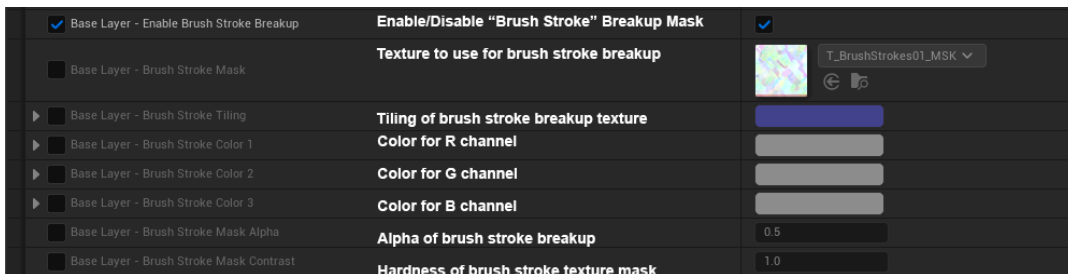 Base Layer - Enable Brush Stroke Breakup Enable/Disable “Brush Stroke” Breakup Mask
Texture to use for brush stroke breakup
T_BrushStrokes01_MSK
Base Layer - Brush Stroke Mask
Base Layer - Brush Stroke Tiling Tiling of brush stroke breakup texture
Base Layer - Brush Stroke Color 1 Color for R channel
Base Layer - Brush Stroke Color 2 Color for G channel
Base Layer - Brush Stroke Color 3 Color for B channel
Base Layer - Brush Stroke Mask Alpha Alpha of brush stroke breakup 0.5
Base Layer - Brush Stroke Mask Contrast Hardness of brush stroke texture mask 1.0